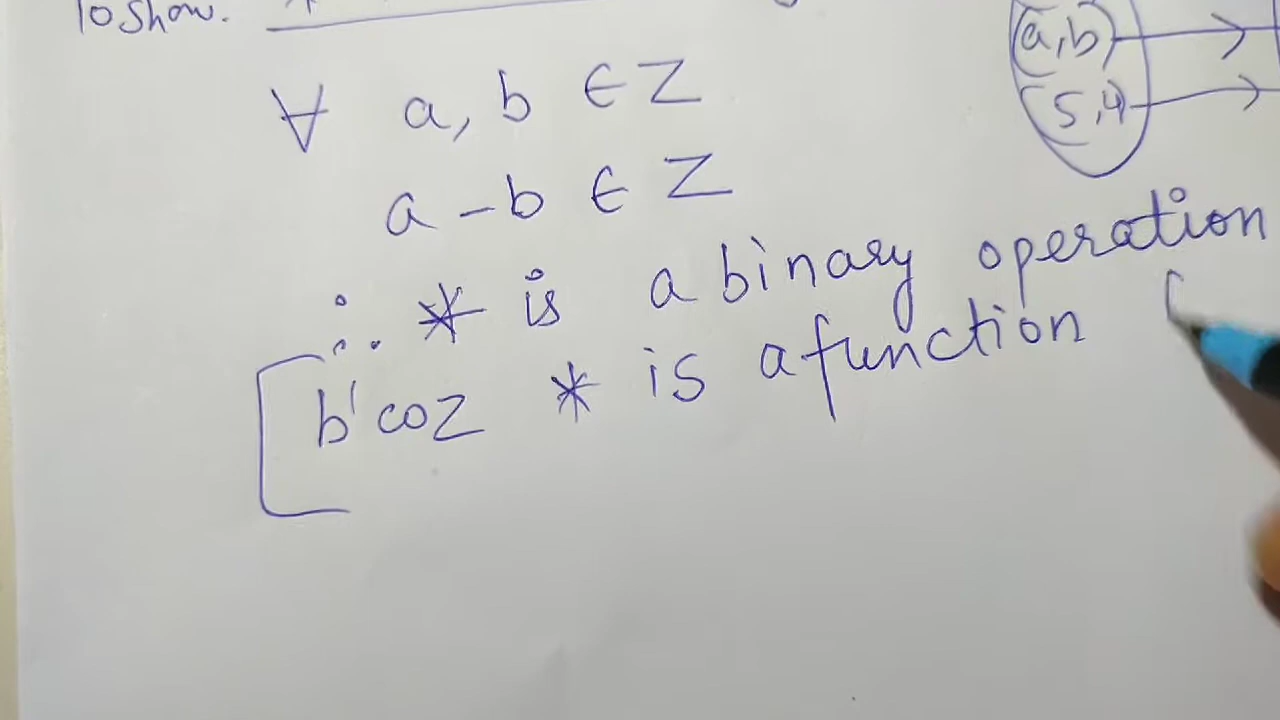 To show.
∀ a, b ∈ Z
a - b ∈ Z
∴ * is a binary operation
[b'coz * is a function
(a,b)
(5,4)